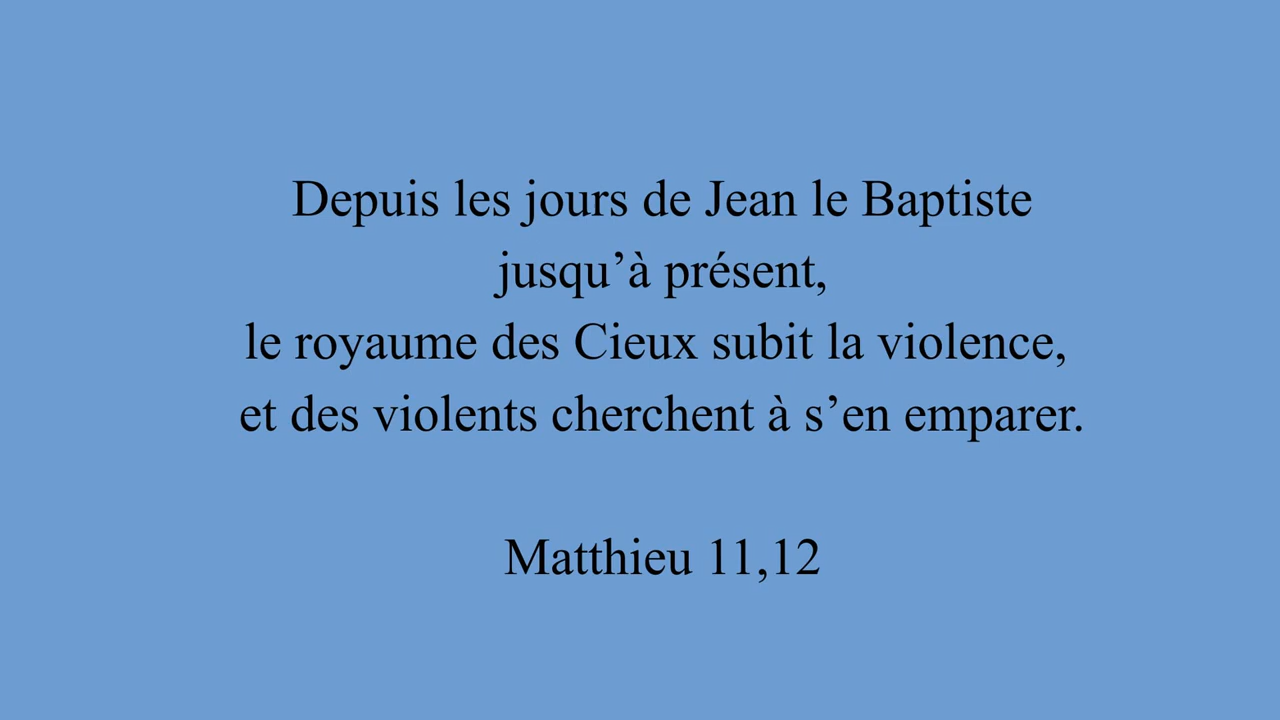 Depuis les jours de Jean le Baptiste
jusqu’à présent,
le royaume des Cieux subit la violence,
et des violents cherchent à s’en emparer.
Matthieu 11,12